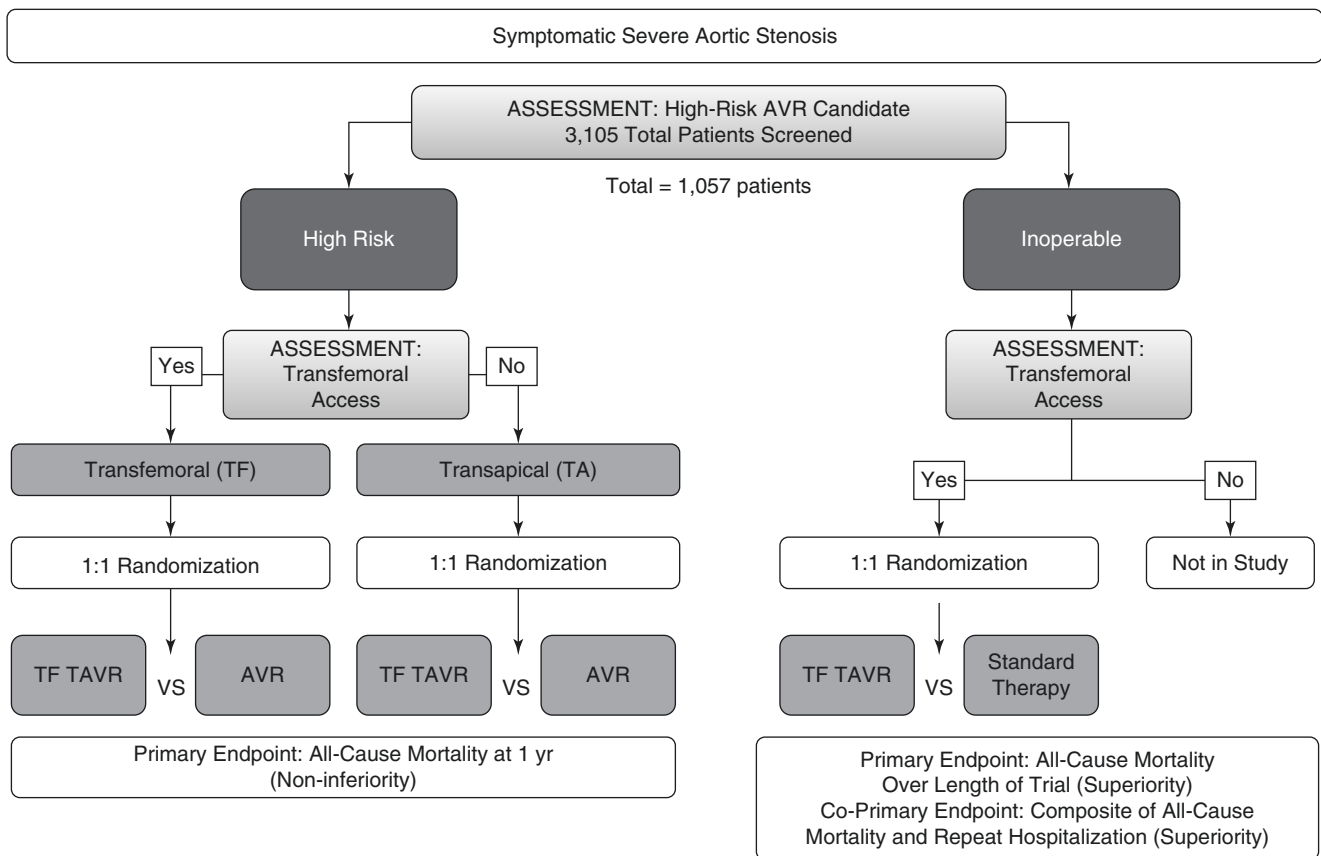 Symptomatic Severe Aortic Stenosis
ASSESSMENT: High-Risk AVR Candidate
3,105 Total Patients Screened
Total = 1,057 patients
High Risk
Inoperable
ASSESSMENT:
Transfemoral
Access
Yes
No
ASSESSMENT:
Transfemoral
Access
Transfemoral (TF)
Transapical (TA)
Yes
No
1:1 Randomization
1:1 Randomization
1:1 Randomization
Not in Study
TF TAVR
VS
AVR
TF TAVR
VS
AVR
TF TAVR
VS
Standard
Therapy
Primary Endpoint: All-Cause Mortality at 1 yr
(Non-inferiority)
Primary Endpoint: All-Cause Mortality
Over Length of Trial (Superiority)
Co-Primary Endpoint: Composite of All-Cause
Mortality and Repeat Hospitalization (Superiority)